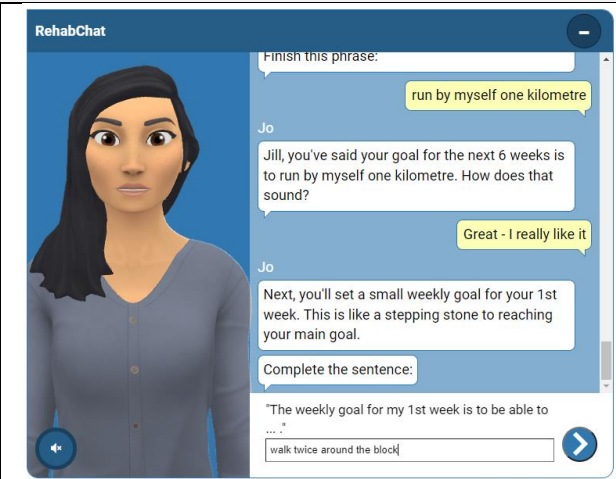 RehabChat
Finish this phrase:
run by myself one kilometre
Jo
Jill, you've said your goal for the next 6 weeks is
to run by myself one kilometre. How does that
sound?
Great - I really like it
Jo
Next, you'll set a small weekly goal for your 1st
week. This is like a stepping stone to reaching
your main goal.
Complete the sentence:
"The weekly goal for my 1st week is to be able to
... ."
walk twice around the block